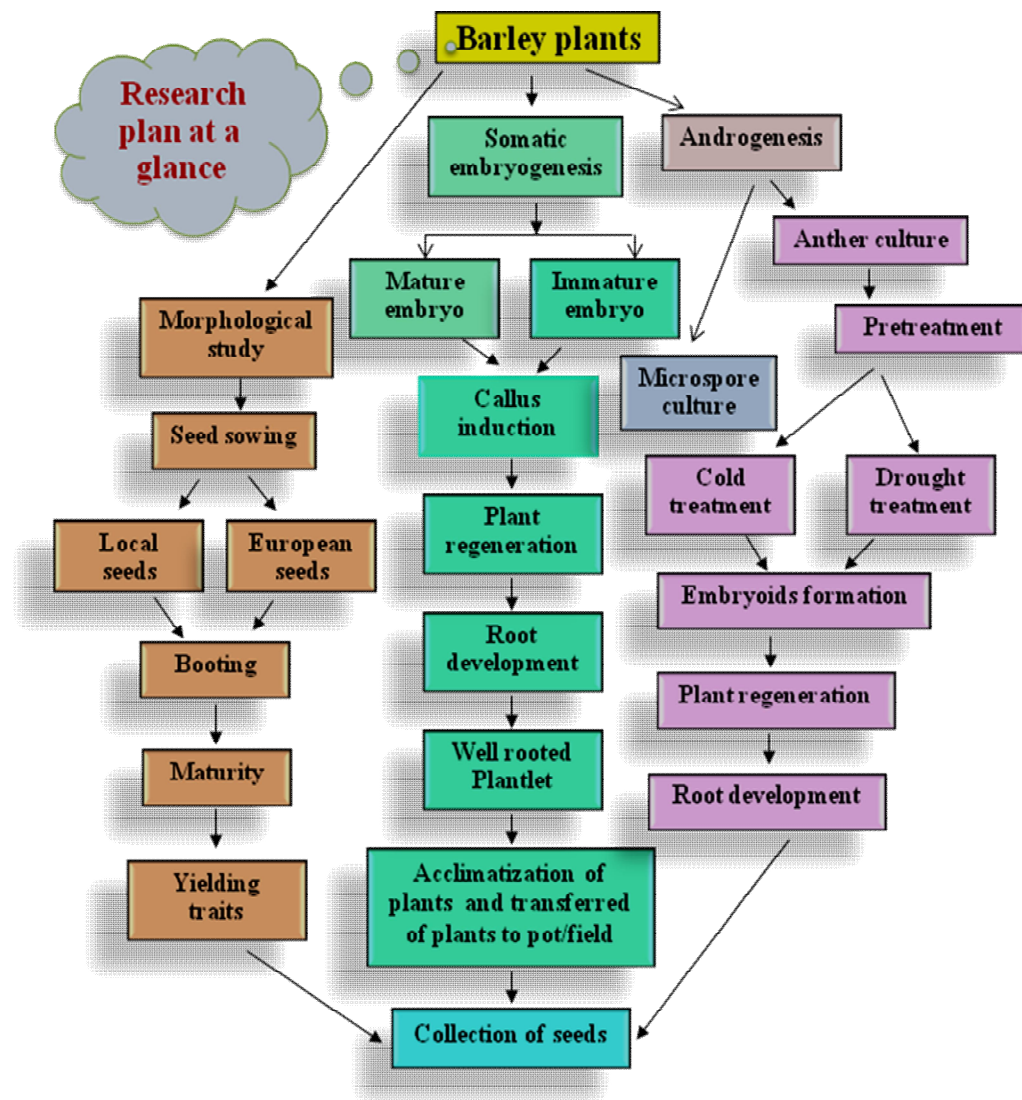 Barley plants
Research
plan at a
glance
Somatic
embryogenesis
Androgenesis
Anther culture
Mature
embryo
Immature
embryo
Morphological
study
Pretreatment
Microspore
culture
Callus
induction
Seed sowing
Cold
treatment
Drought
treatment
Plant
regeneration
Local
seeds
European
seeds
Embryoids formation
Root
development
Booting
Plant regeneration
Well rooted
Plantlet
Maturity
Root development
Acclimatization of
plants and transferred
of plants to pot/field
Yielding
traits
Collection of seeds